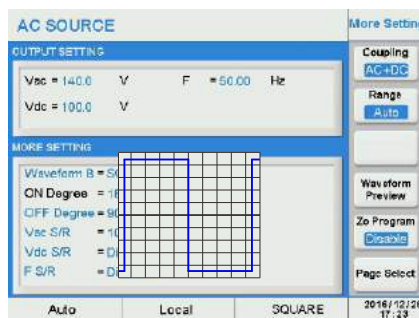 AC SOURCE
More Settin
OUTPUT SETTING
Vac = 140.0 V F = 50.00 Hz
Vdc = 100.0 V
MORE SETTING
Waveform B =
ON Degree =
OFF Degree =
Vac S/R =
Vdc S/R =
F S/R =
Coupling
AC+DC
Range
Auto
Waveform
Preview
Zo Program
Disable
Page Select
Auto Local SQUARE
17:23